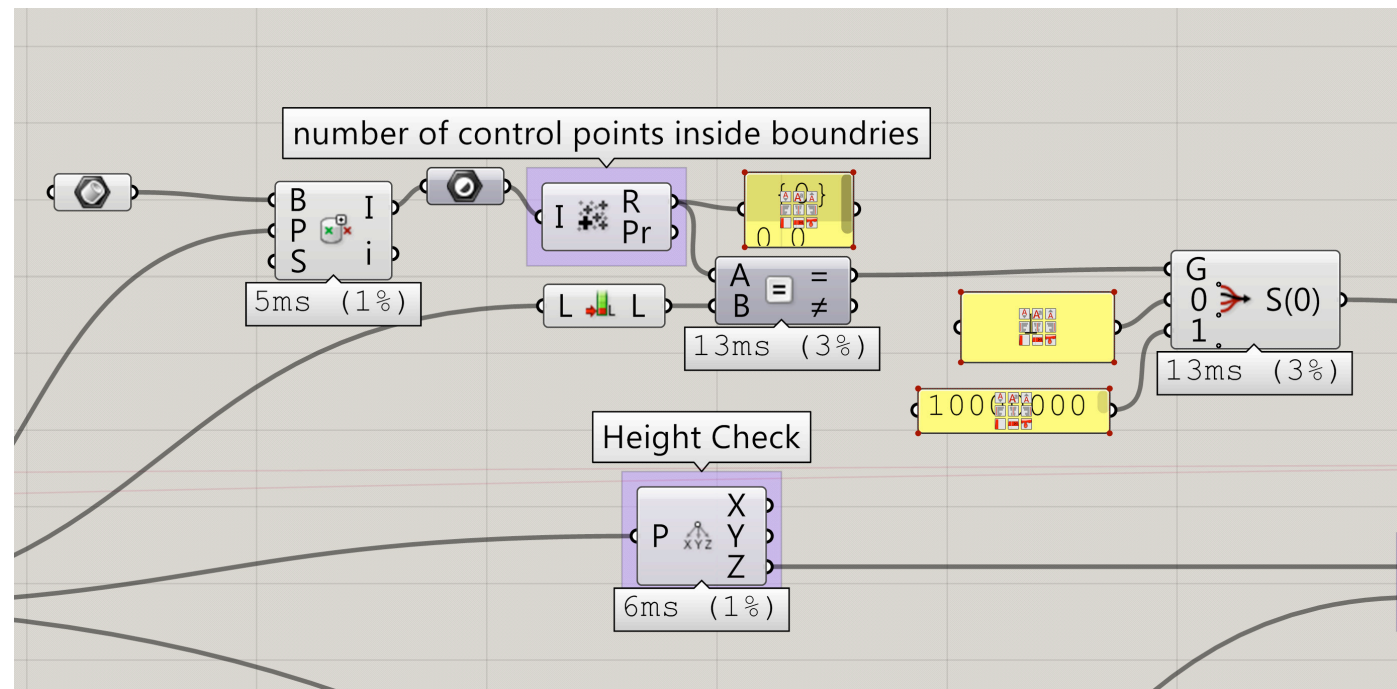 number of control points inside boundries
B
P
S
I
i
5ms (1%)
I
R
Pr
{0}
0 0
L L
A =
B ≠
=
13ms (3%)
G
0
1
S(0)
13ms (3%)
Height Check
P
X
Y
Z
XYZ
6ms (1%)